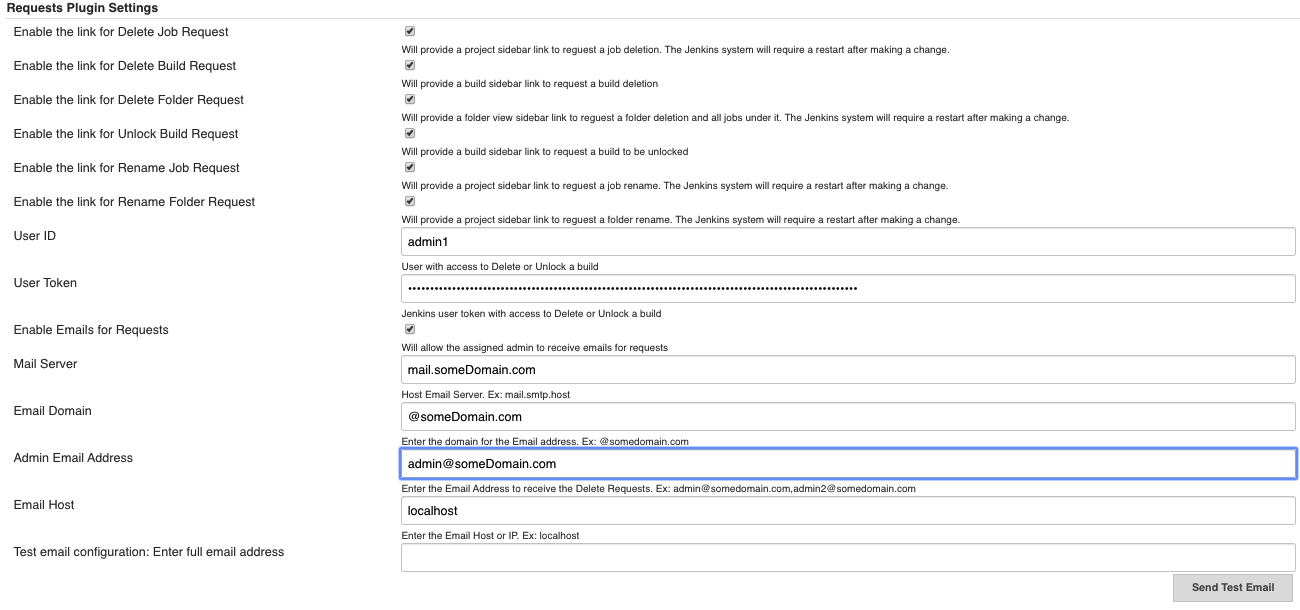 Requests Plugin Settings
Enable the link for Delete Job Request
Will provide a project sidebar link to reguest a job deletion. The Jenkins system will require a restart after making a change.
Enable the link for Delete Build Request
Will provide a build sidebar link to request a build deletion
Enable the link for Delete Folder Request
Will provide a folder view sidebar link to reguest a folder deletion and all jobs under it. The Jenkins system will require a restart after making a change.
Enable the link for Unlock Build Request
Will provide a build sidebar link to request a build to be unlocked
Enable the link for Rename Job Request
Will provide a project sidebar link to reguest a job rename. The Jenkins system will require a restart after making a change.
Enable the link for Rename Folder Request
Will provide a project sidebar link to reguest a folder rename. The Jenkins system will require a restart after making a change.
User ID
admin1
User with access to Delete or Unlock a build
User Token
Jenkins user token with access to Delete or Unlock a build
Enable Emails for Requests
Will allow the assigned admin to receive emails for requests
Mail Server
mail.someDomain.com
Host Email Server. Ex: mail.smtp.host
Email Domain
@someDomain.com
Enter the domain for the Email address. Ex: @somedomain.com
Admin Email Address
admin@someDomain.com
Enter the Email Address to receive the Delete Requests. Ex: admin@somedomain.com,admin2@somedomain.com
Email Host
localhost
Enter the Email Host or IP. Ex: localhost
Test email configuration: Enter full email address
Send Test Email